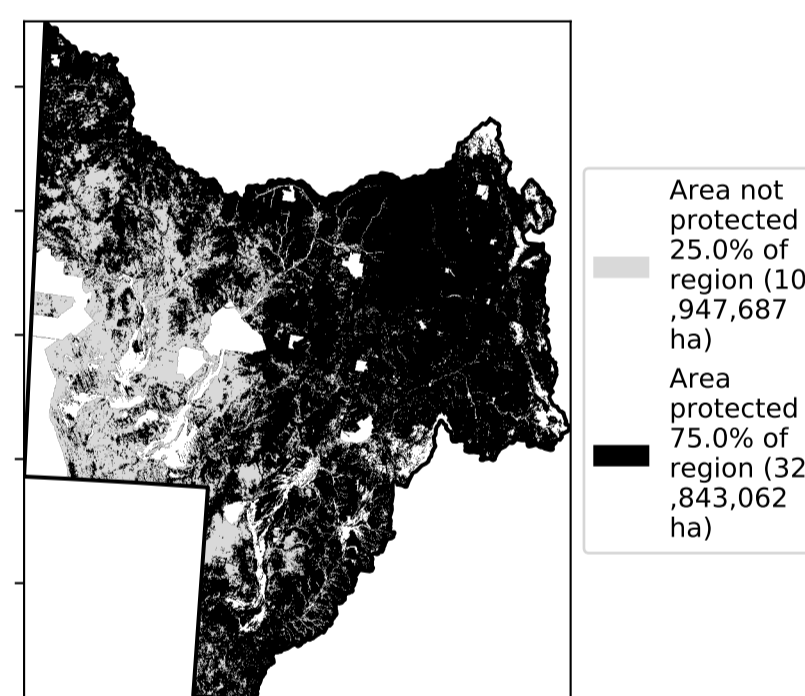 Area not
protected
25.0% of
region (10
,947,687
ha)
Area
protected
75.0% of
region (32
,843,062
ha)